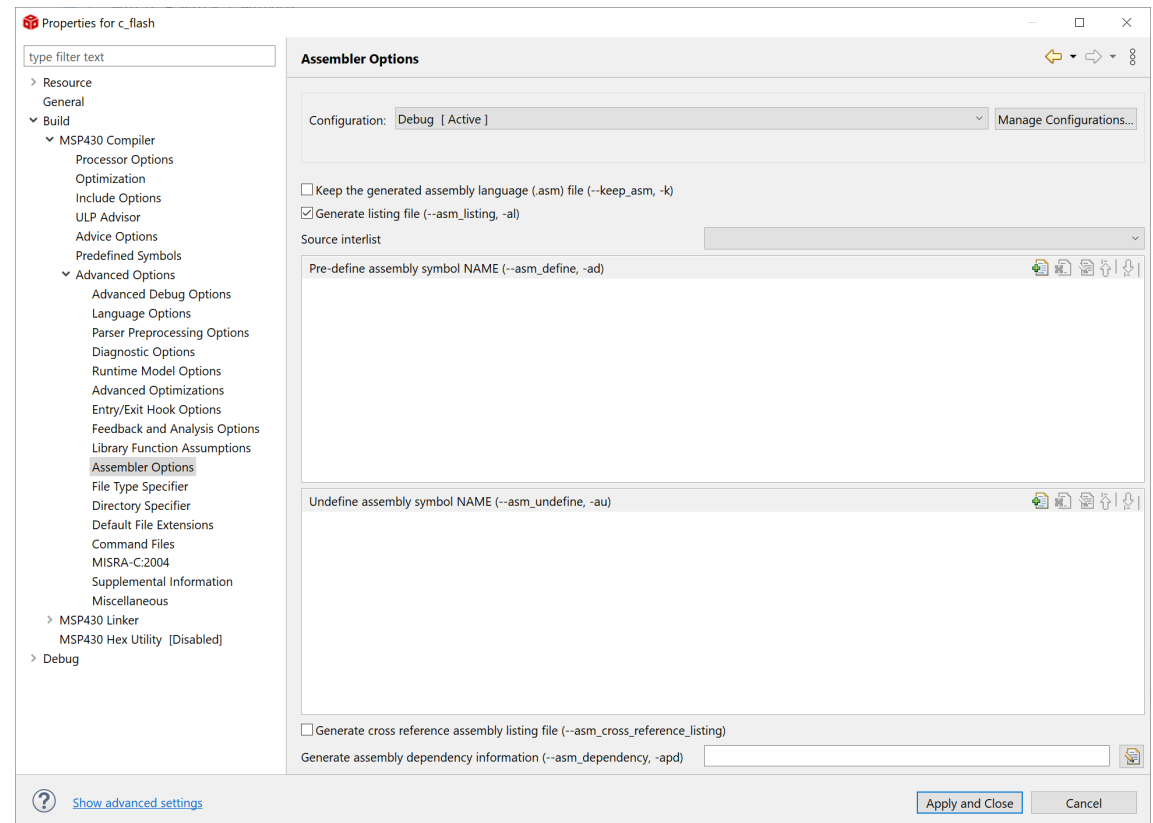 Properties for c_flash
type filter text
Assembler Options
Resource
General
Build
MSP430 Compiler
Processor Options
Optimization
Include Options
ULP Advisor
Advice Options
Predefined Symbols
Advanced Options
Advanced Debug Options
Language Options
Parser Preprocessing Options
Diagnostic Options
Runtime Model Options
Advanced Optimizations
Entry/Exit Hook Options
Feedback and Analysis Options
Library Function Assumptions
Assembler Options
File Type Specifier
Directory Specifier
Default File Extensions
Command Files
MISRA-C:2004
Supplemental Information
Miscellaneous
MSP430 Linker
MSP430 Hex Utility [Disabled]
Debug
Configuration: Debug [ Active ] Manage Configurations...
Keep the generated assembly language (.asm) file (--keep_asm, -k)
Generate listing file (--asm_listing, -al)
Source interlist
Pre-define assembly symbol NAME (--asm_define, -ad)
Undefine assembly symbol NAME (--asm_undefine, -au)
Generate cross reference assembly listing file (--asm_cross_reference_listing)
Generate assembly dependency information (--asm_dependency, -apd)
Show advanced settings
Apply and Close Cancel